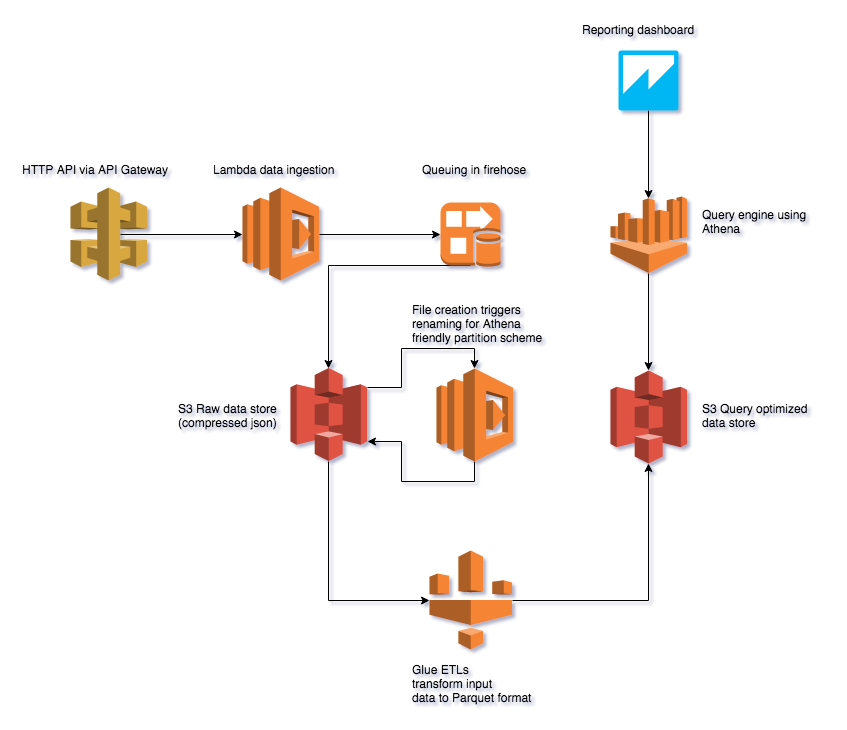 Reporting dashboard
HTTP API via API Gateway
Lambda data ingestion
Queuing in firehose
Query engine using
Athena
File creation triggers
renaming for Athena
friendly partition scheme
S3 Raw data store
(compressed json)
S3 Query optimized
data store
Glue ETLs
transform input
data to Parquet format